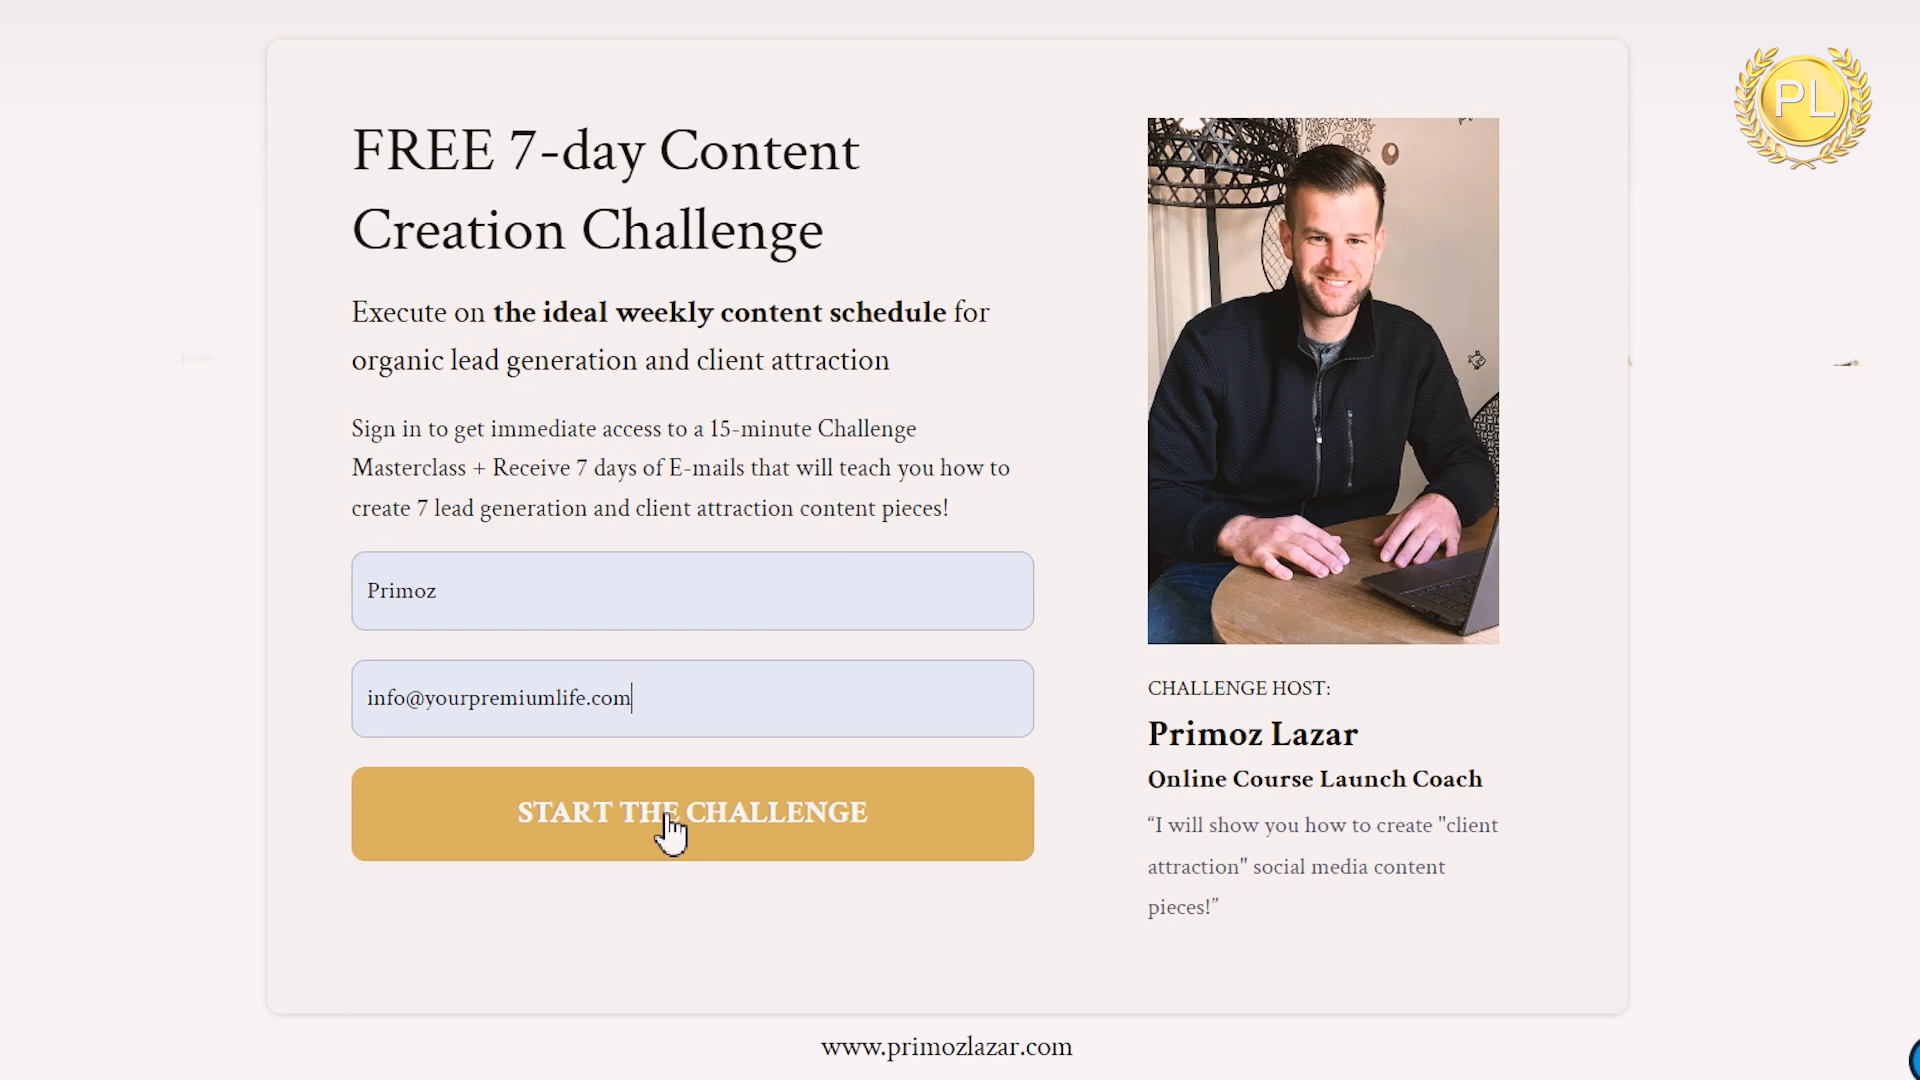 FREE 7-day Content
Creation Challenge
Execute on the ideal weekly content schedule for
organic lead generation and client attraction
Sign in to get immediate access to a 15-minute Challenge
Masterclass + Receive 7 days of E-mails that will teach you how to
create 7 lead generation and client attraction content pieces!
Primoz
info@yourpremiumlife.com
START THE CHALLENGE
PL
CHALLENGE HOST:
Primoz Lazar
Online Course Launch Coach
“I will show you how to create "client
attraction" social media content
pieces!”
www.primozlazar.com